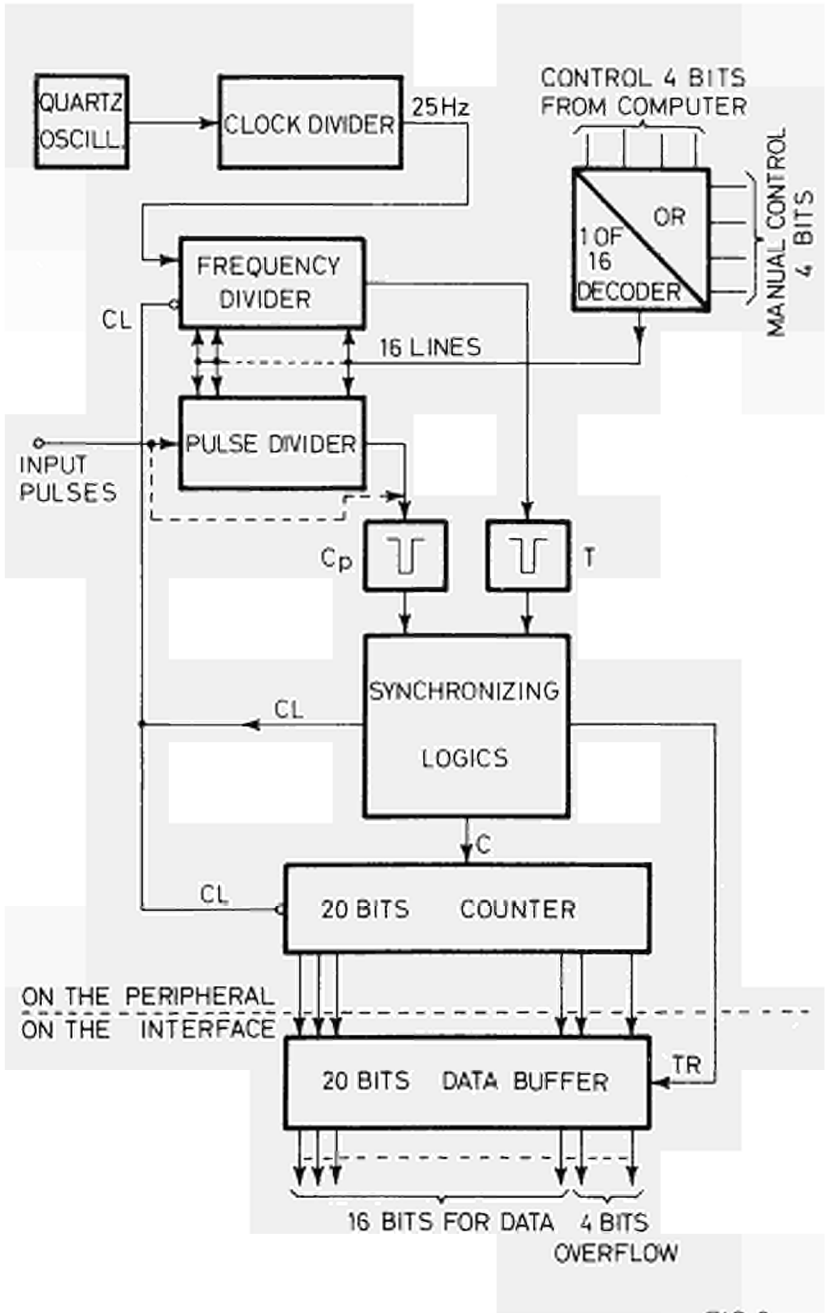 QUARTZ
OSCILL.
CLOCK DIVIDER
25Hz
CONTROL 4 BITS
FROM COMPUTER
OR
1 OF
16
DECODER
MANUAL CONTROL
4 BITS
FREQUENCY
DIVIDER
CL
16 LINES
PULSE DIVIDER
INPUT
PULSES
Cp
T
SYNCHRONIZING
LOGICS
CL
C
CL
20 BITS COUNTER
ON THE PERIPHERAL
ON THE INTERFACE
20 BITS DATA BUFFER
TR
16 BITS FOR DATA
4 BITS
OVERFLOW